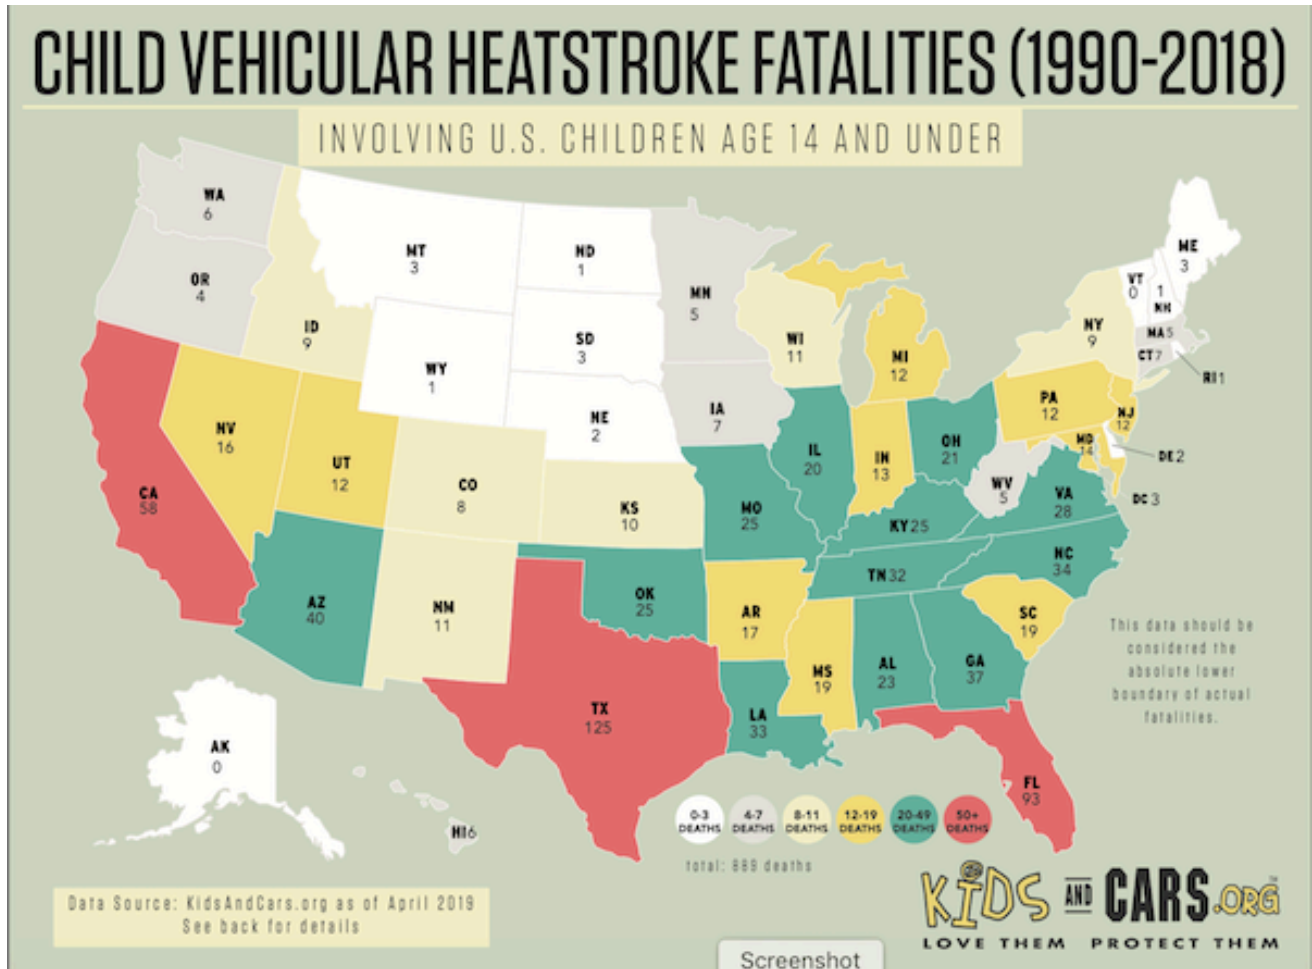 CHILD VEHICULAR HEATSTROKE FATALITIES (1990-2018)
INVOLVING U.S. CHILDREN AGE 14 AND UNDER
WA
6
OR
4
CA
58
ID
9
NV
16
MT
3
WY
1
UT
12
AZ
40
CO
8
NM
11
ND
1
SD
3
NE
2
KS
10
OK
25
TX
125
MN
5
IA
7
MO
25
AR
17
LA
33
WI
11
IL
20
MI
12
IN
13
OH
21
KY 25
TN 32
MS
19
AL
23
GA
37
FL
93
SC
19
NC
34
VA
28
WV
5
PA
12
NY
9
VT
0
1
NH
ME
3
MA 5
CT 7
RI 1
NJ
12
MD
14
DE 2
DC 3
AK
0
HI 6
This data should be
considered the
absolute lower
boundary of actual
fatalities.
0-3
DEATHS
4-7
DEATHS
8-11
DEATHS
12-19
DEATHS
20-49
DEATHS
50+
DEATHS
total: 889 deaths
Data Source: KidsAndCars.org as of April 2019
See back for details
KIDS AND CARS.ORG™
LOVE THEM PROTECT THEM
Screenshot